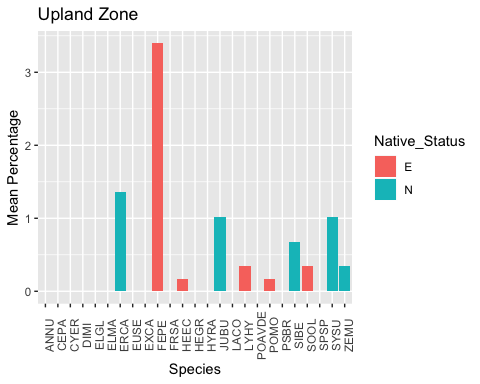 Upland Zone
Mean Percentage
3
2
1
0
ANNU
CEPA
CYER
DIMI
ELGL
ELMA
ERCA
EUSE
EXCA
FEPE
FRSA
HEEC
HEGR
HYRA
JUBU
LACO
LYHY
POAVDE
POMO
PSBR
SIBE
SOOL
SPSP
SYSU
ZEMU
Species
Native_Status
E
N